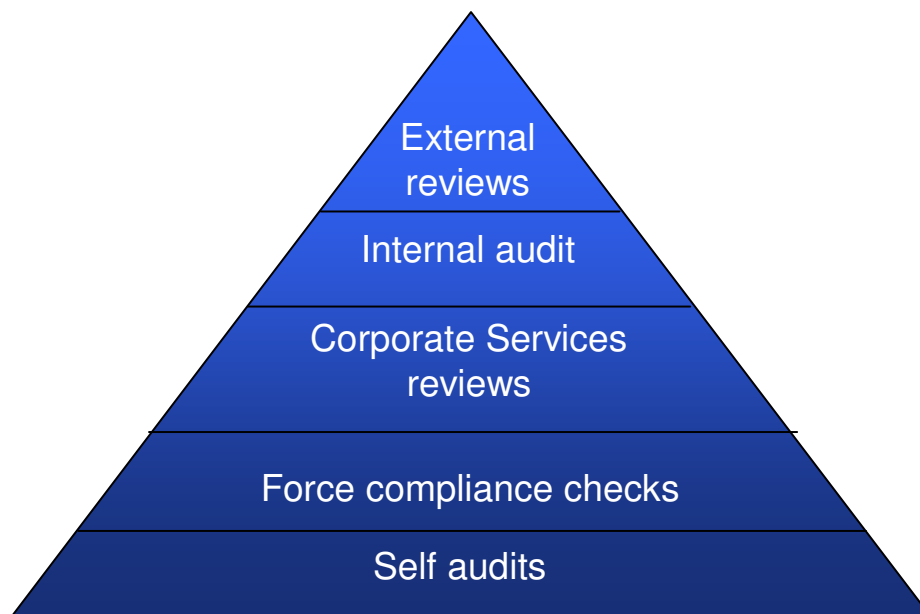 External
reviews
Internal audit
Corporate Services
reviews
Force compliance checks
Self audits